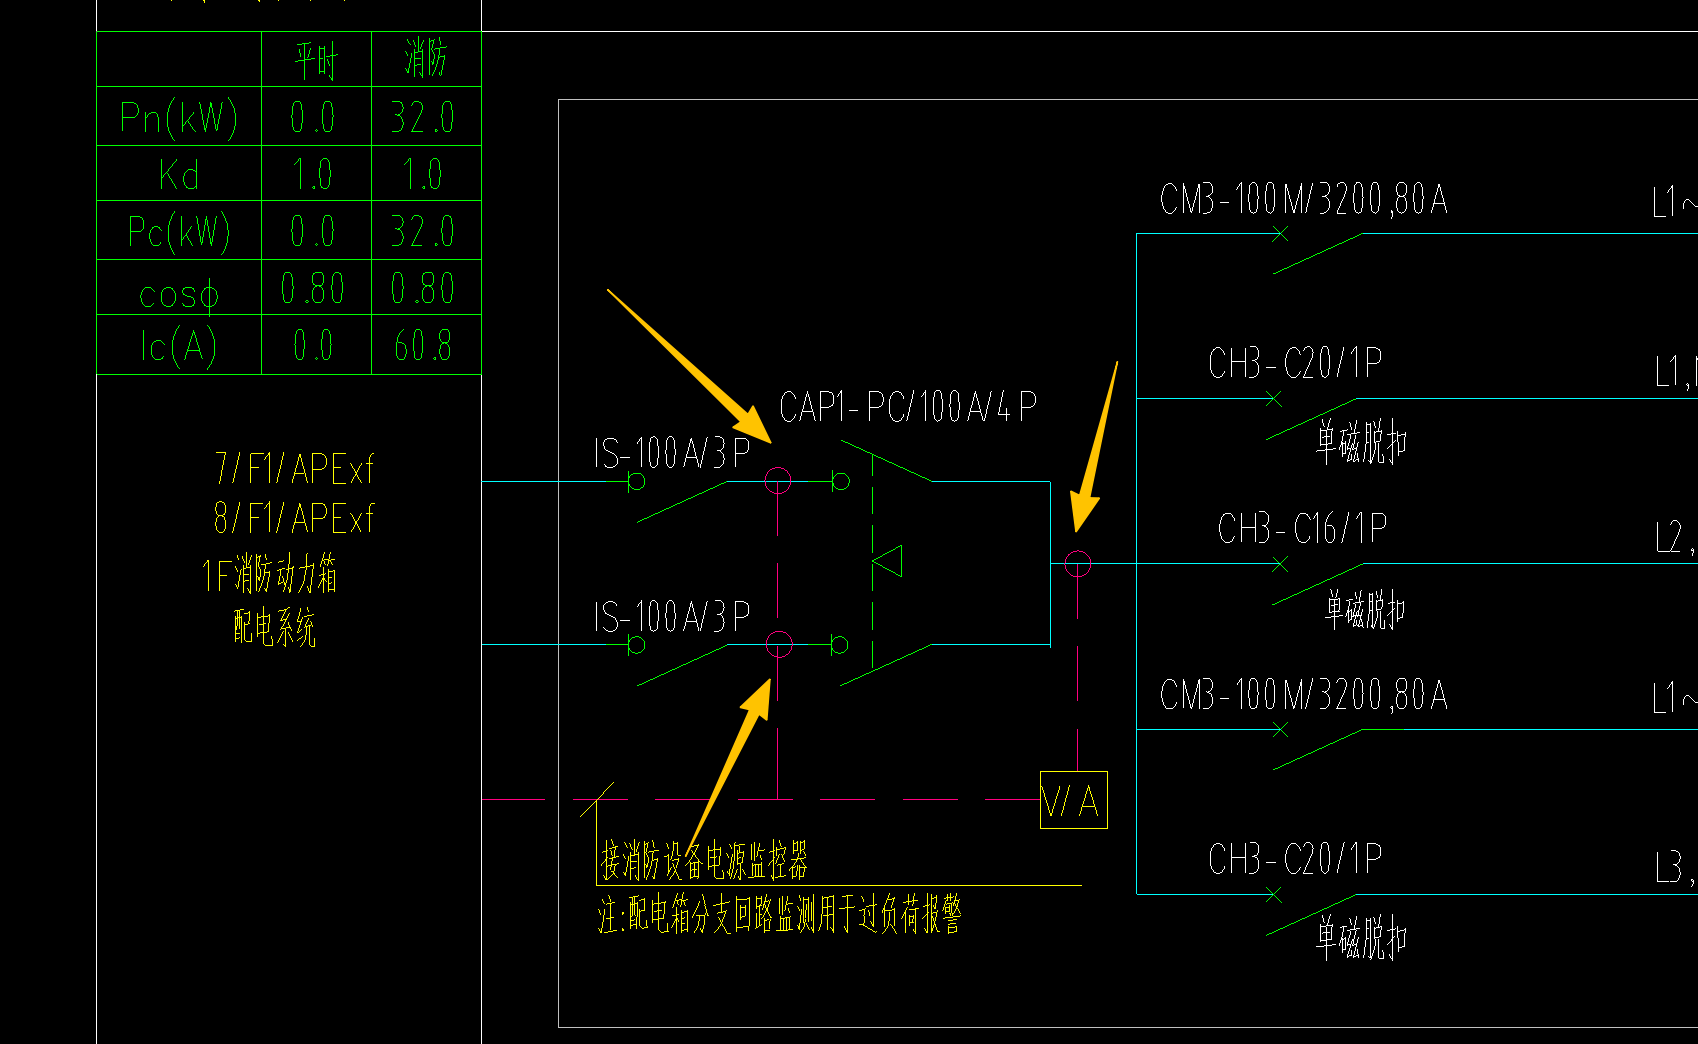 平时 消防
Pn(kW) 0.0 32.0
Kd 1.0 1.0
Pc(kW) 0.0 32.0
cosϕ 0.80 0.80
Ic(A) 0.0 60.8
7/F1/APExf
8/F1/APExf
1F消防动力箱
配电系统
IS-100A/3P
CAP1-PC/100A/4P
IS-100A/3P
V/A
接消防设备电源监控器
注:配电箱分支回路监测用于过负荷报警
CM3-100M/3200,80A
L1~
CH3-C20/1P
L1,
单磁脱扣
CH3-C16/1P
L2,
单磁脱扣
CM3-100M/3200,80A
L1~
CH3-C20/1P
L3,
单磁脱扣